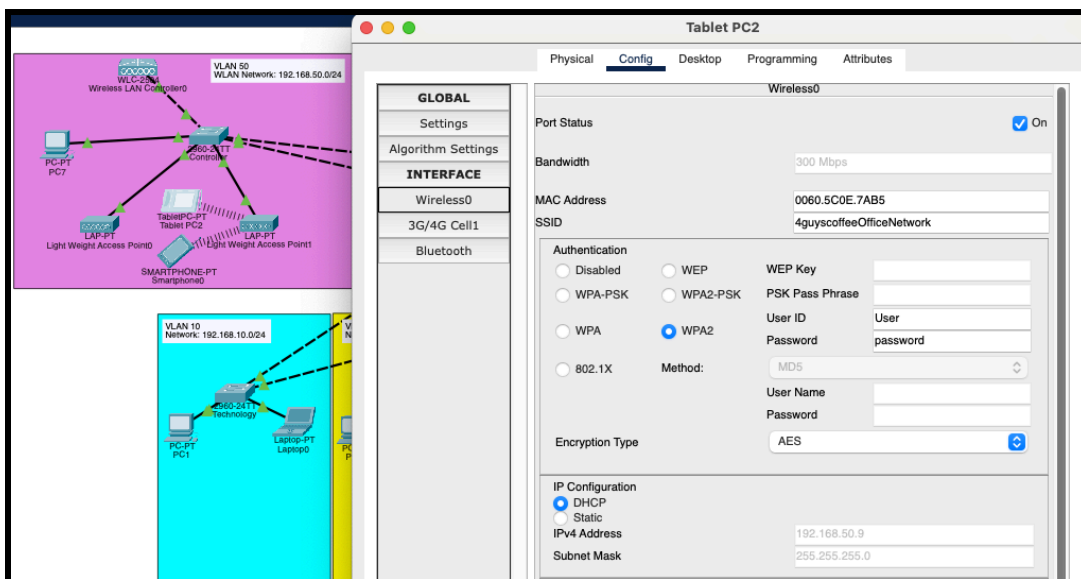 Tablet PC2
Physical Config Desktop Programming Attributes
GLOBAL
Settings
Algorithm Settings
INTERFACE
Wireless0
3G/4G Cell1
Bluetooth
Wireless0
Port Status On
Bandwidth 300 Mbps
MAC Address 0060.5C0E.7AB5
SSID 4guyscoffeeOfficeNetwork
Authentication
Disabled WEP WEP Key
WPA-PSK WPA2-PSK PSK Pass Phrase
User ID User
WPA WPA2
Password password
802.1X Method: MD5
User Name
Password
Encryption Type AES
IP Configuration
DHCP
Static
IPv4 Address 192.168.50.9
Subnet Mask 255.255.255.0
VLAN 50
WLAN Network: 192.168.50.0/24
WLC-2504
Wireless LAN Controller0
2960-24TT
Controller
PC-PT
PC7
TabletPC-PT
Tablet PC2
LAP-PT
Light Weight Access Point0
LAP-PT
Light Weight Access Point1
SMARTPHONE-PT
Smartphone0
VLAN 10
Network: 192.168.10.0/24
2960-24TT
Technology
PC-PT
PC1
Laptop-PT
Laptop0